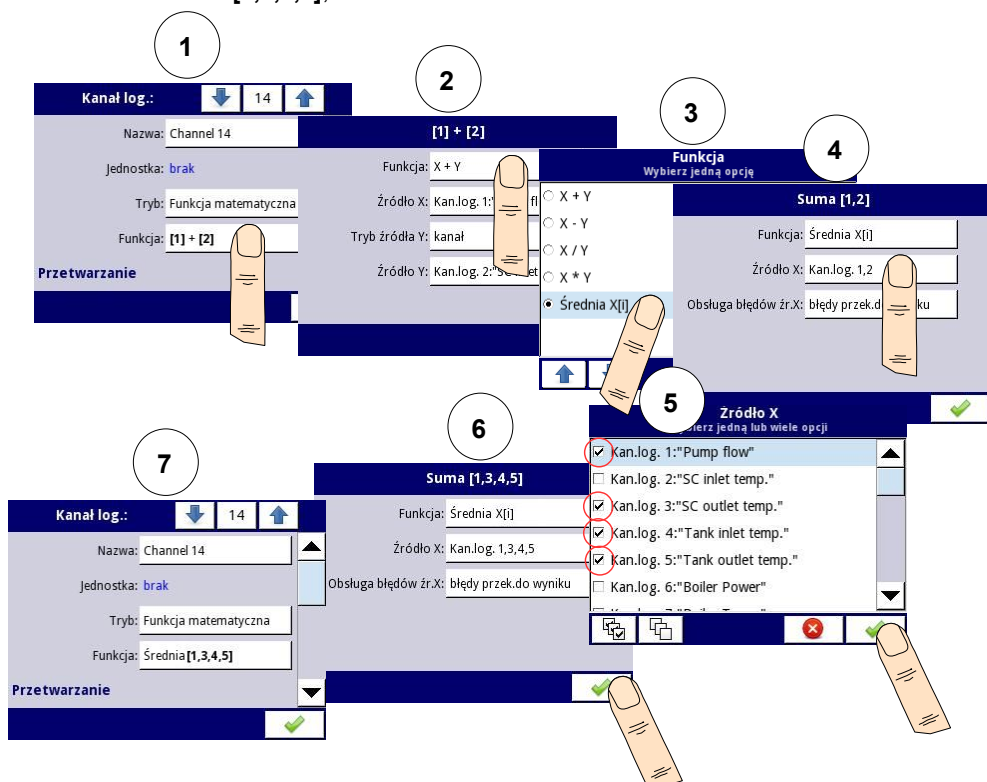 1
Kanał log.:
14
Nazwa: Channel 14
Jednostka: brak
Tryb: Funkcja matematyczna
Funkcja: [1] + [2]
Przetwarzanie
2
[1] + [2]
Funkcja: X + Y
Źródło X: Kan.log. 1:" fl
Tryb źródła Y: kanał
Źródło Y: Kan.log. 2:"SC inlet
3
Funkcja
Wybierz jedną opcję
X + Y
X - Y
X / Y
X * Y
Średnia X[i]
4
Suma [1,2]
Funkcja: Średnia X[i]
Źródło X: Kan.log. 1,2
Obsługa błędów źr.X: błędy przek.do ku
5
Źródło X
jedną lub wiele opcji
Kan.log. 1:"Pump flow"
Kan.log. 2:"SC inlet temp."
Kan.log. 3:"SC outlet temp."
Kan.log. 4:"Tank inlet temp."
Kan.log. 5:"Tank outlet temp."
Kan.log. 6:"Boiler Power"
6
Suma [1,3,4,5]
Funkcja: Średnia X[i]
Źródło X: Kan.log. 1,3,4,5
Obsługa błędów źr.X: błędy przek.do wyniku
7
Kanał log.:
14
Nazwa: Channel 14
Jednostka: brak
Tryb: Funkcja matematyczna
Funkcja: Średnia[1,3,4,5]
Przetwarzanie